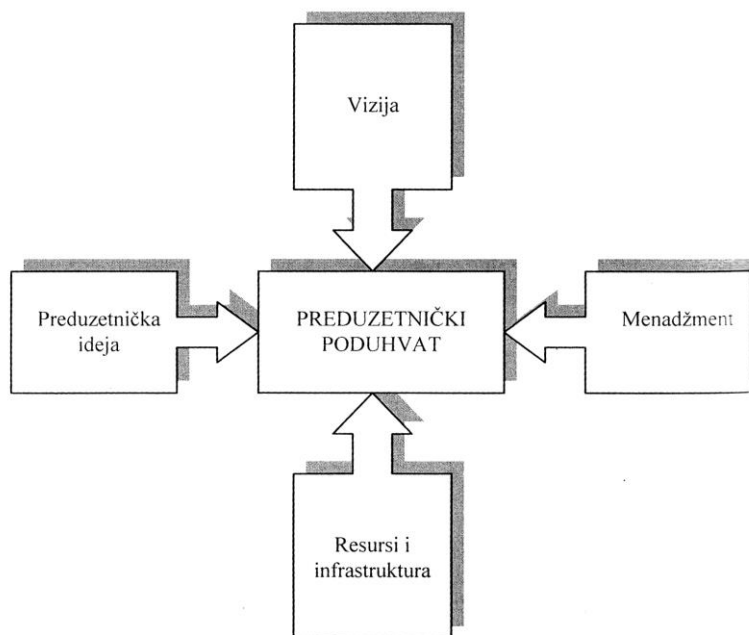 Vizija
Preduzetnička
ideja
PREDUZETNIČKI
PODUHVAT
Menadžment
Resursi i
infrastruktura